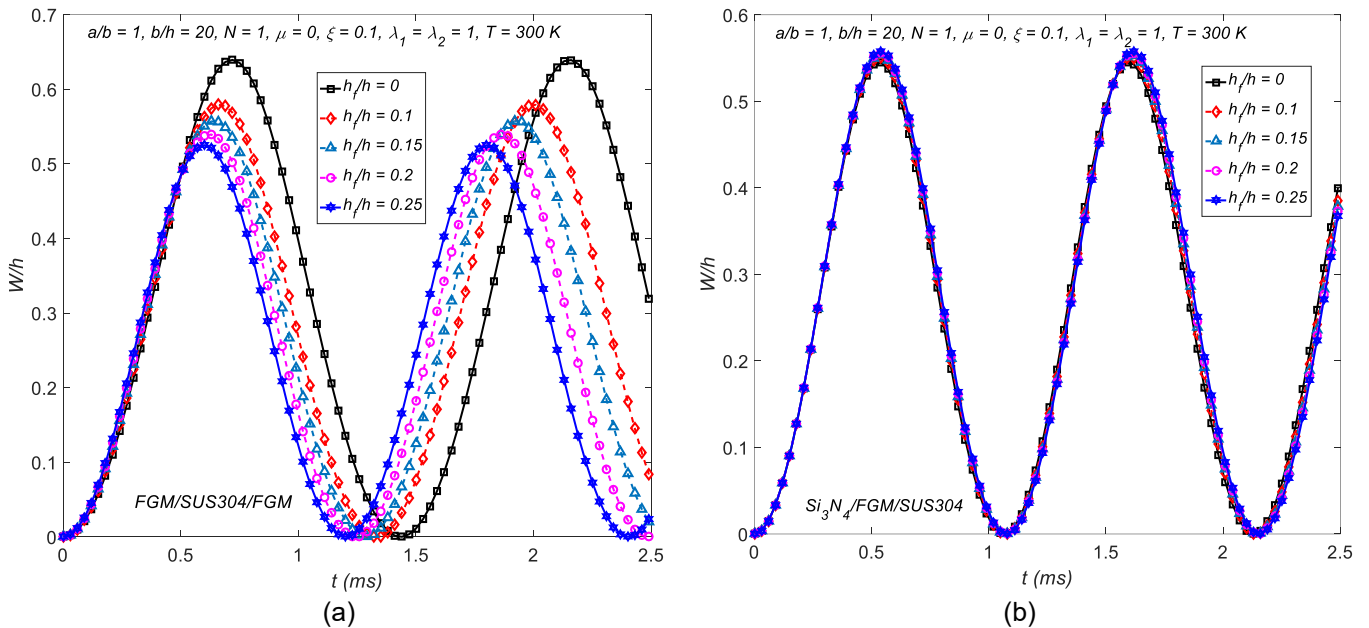 a/b = 1, b/h = 20, N = 1, μ = 0, ξ = 0.1, λ1 = λ2 = 1, T = 300 K
hf/h = 0
hf/h = 0.1
hf/h = 0.15
hf/h = 0.2
hf/h = 0.25
FGM/SUS304/FGM
W/h
0.7
0.6
0.5
0.4
0.3
0.2
0.1
0
0 0.5 1 1.5 2 2.5
t (ms)
(a)
a/b = 1, b/h = 20, N = 1, μ = 0, ξ = 0.1, λ1 = λ2 = 1, T = 300 K
hf/h = 0
hf/h = 0.1
hf/h = 0.15
hf/h = 0.2
hf/h = 0.25
Si3N4/FGM/SUS304
W/h
0.6
0.5
0.4
0.3
0.2
0.1
0
0 0.5 1 1.5 2 2.5
t (ms)
(b)